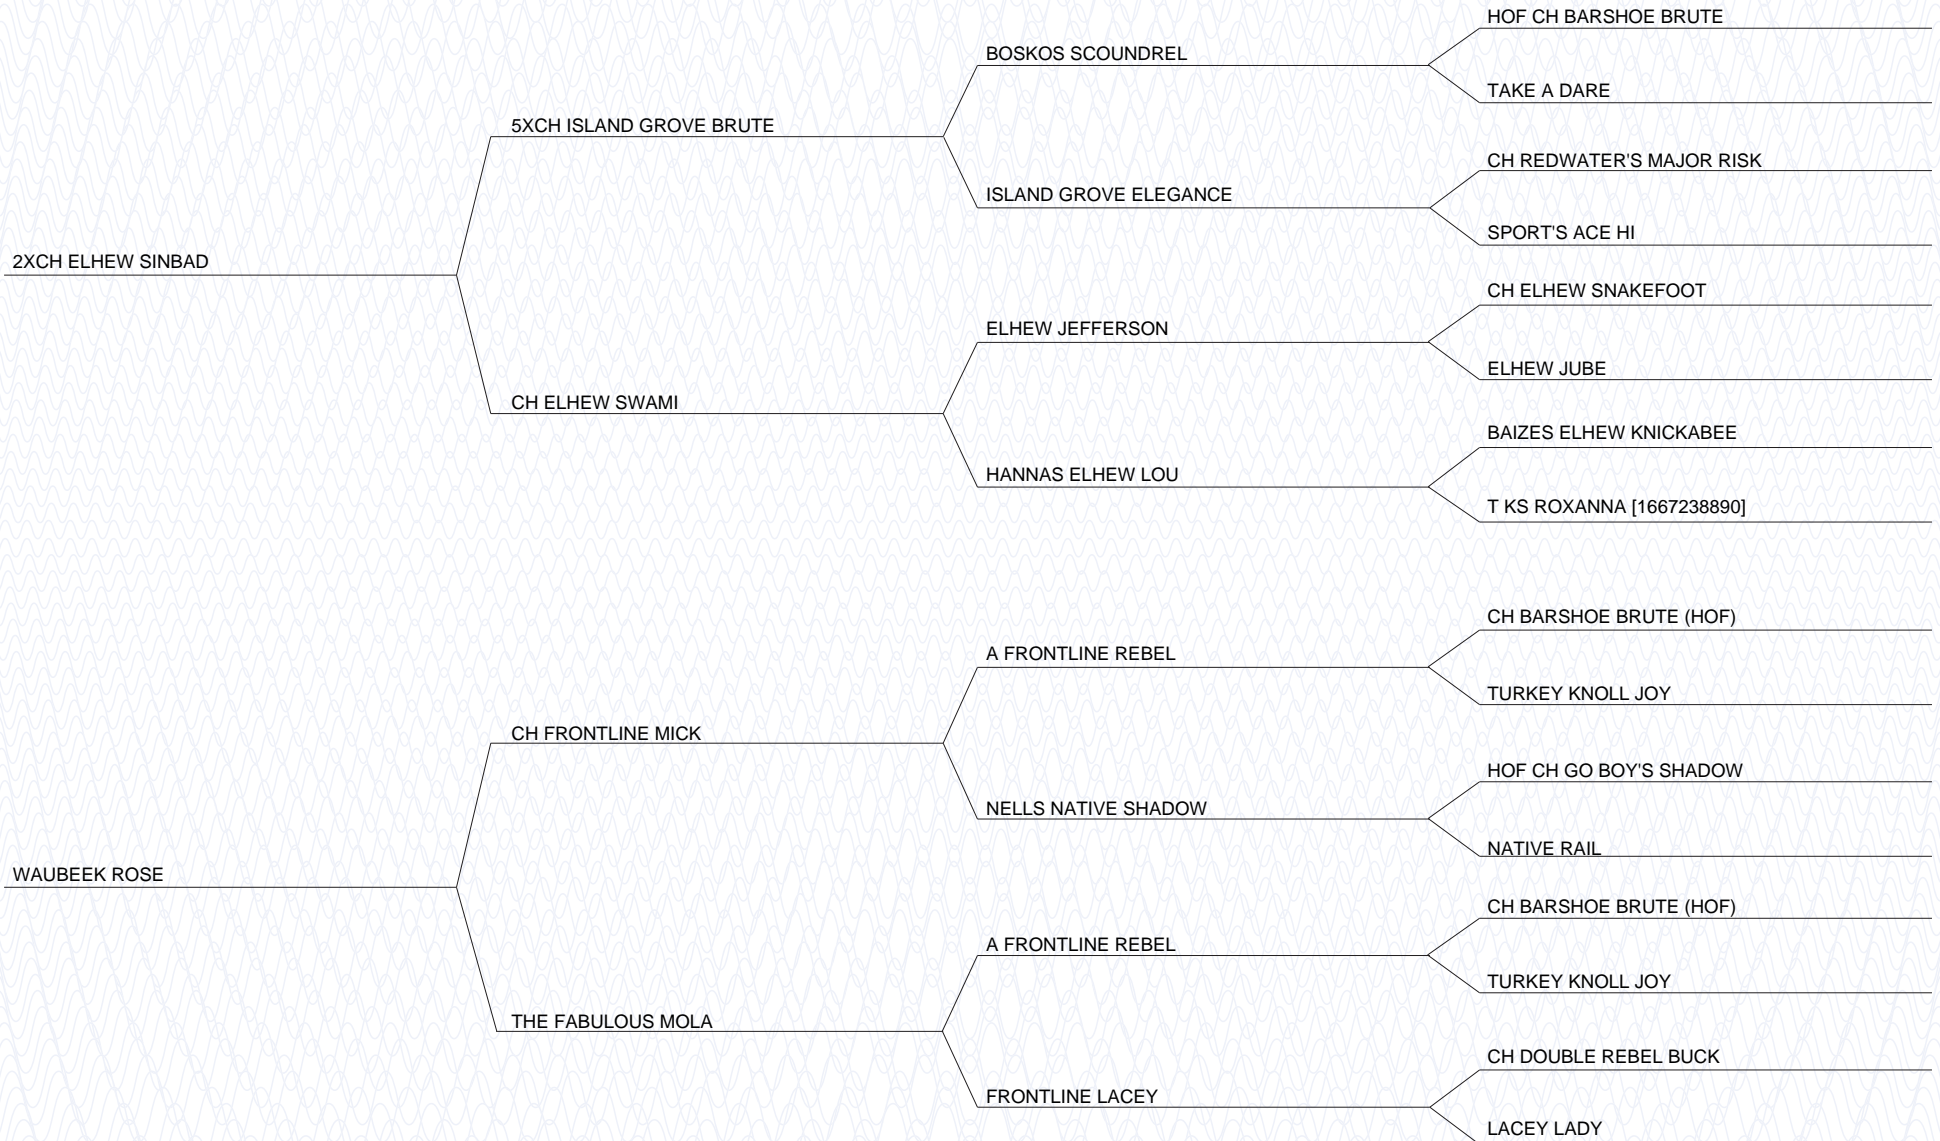 HOF CH BARSHOE BRUTE
BOSKOS SCOUNDREL
TAKE A DARE
5XCH ISLAND GROVE BRUTE
CH REDWATER'S MAJOR RISK
ISLAND GROVE ELEGANCE
SPORT'S ACE HI
2XCH ELHEW SINBAD
CH ELHEW SNAKEFOOT
ELHEW JEFFERSON
ELHEW JUBE
CH ELHEW SWAMI
BAIZES ELHEW KNICKABEE
HANNAS ELHEW LOU
T KS ROXANNA [1667238890]
CH BARSHOE BRUTE (HOF)
A FRONTLINE REBEL
TURKEY KNOLL JOY
CH FRONTLINE MICK
HOF CH GO BOY'S SHADOW
NELLS NATIVE SHADOW
NATIVE RAIL
WAUBEEK ROSE
CH BARSHOE BRUTE (HOF)
A FRONTLINE REBEL
TURKEY KNOLL JOY
THE FABULOUS MOLA
CH DOUBLE REBEL BUCK
FRONTLINE LACEY
LACEY LADY